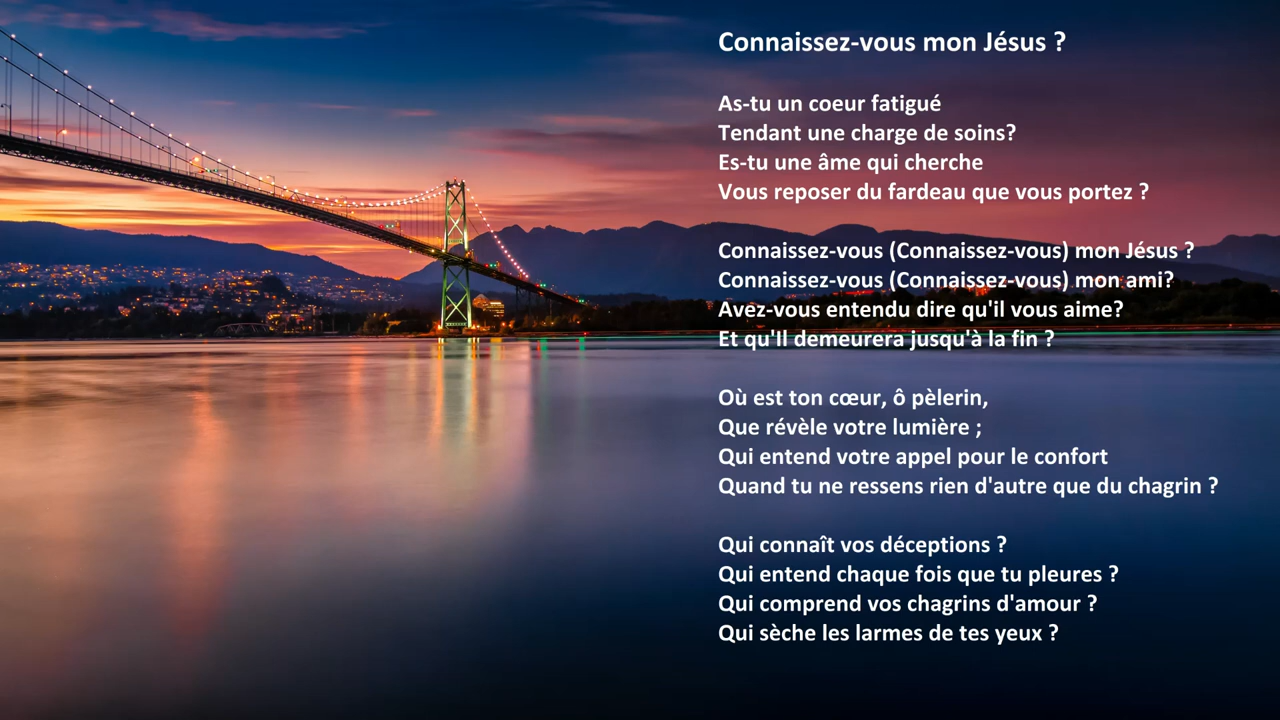 Connaissez-vous mon Jésus ?
As-tu un coeur fatigué
Tendant une charge de soins?
Es-tu une âme qui cherche
Vous reposer du fardeau que vous portez ?
Connaissez-vous (Connaissez-vous) mon Jésus ?
Connaissez-vous (Connaissez-vous) mon ami?
Avez-vous entendu dire qu'il vous aime?
Et qu'Il demeurera jusqu'à la fin ?
Où est ton cœur, ô pèlerin,
Que révèle votre lumière ;
Qui entend votre appel pour le confort
Quand tu ne ressens rien d'autre que du chagrin ?
Qui connaît vos déceptions ?
Qui entend chaque fois que tu pleures ?
Qui comprend vos chagrins d'amour ?
Qui sèche les larmes de tes yeux ?